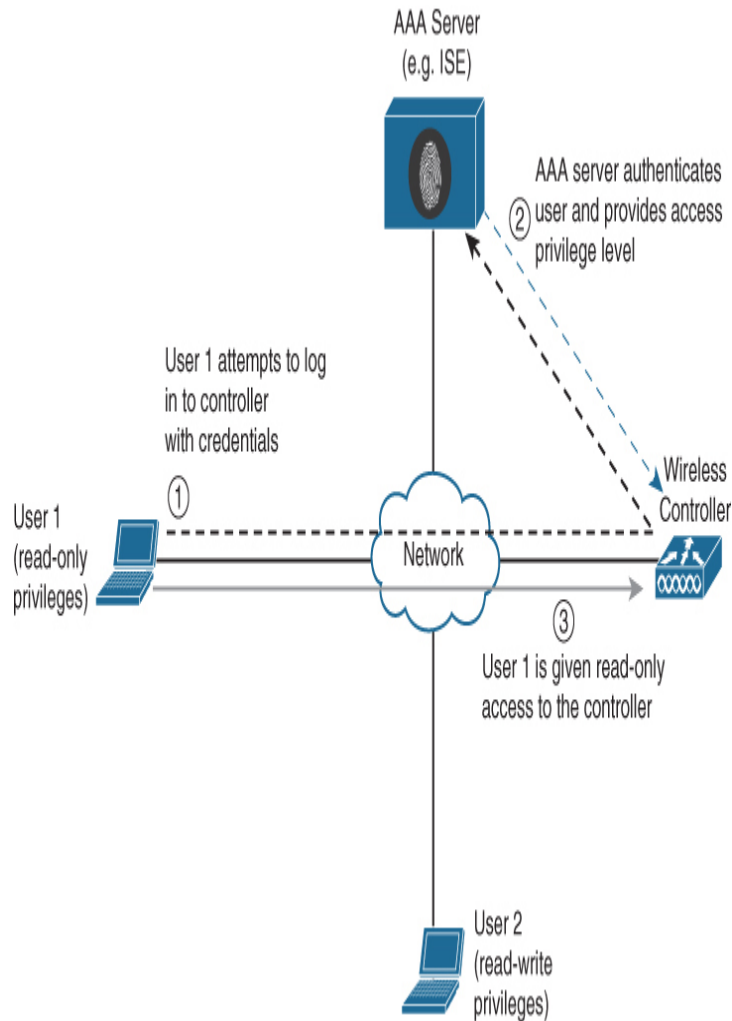 AAA Server
(e.g. ISE)
AAA server authenticates
2 user and provides access
privilege level
User 1 attempts to log
in to controller
with credentials
1
Wireless
Controller
User 1
(read-only
privileges)
Network
3
User 1 is given read-only
access to the controller
User 2
(read-write
privileges)